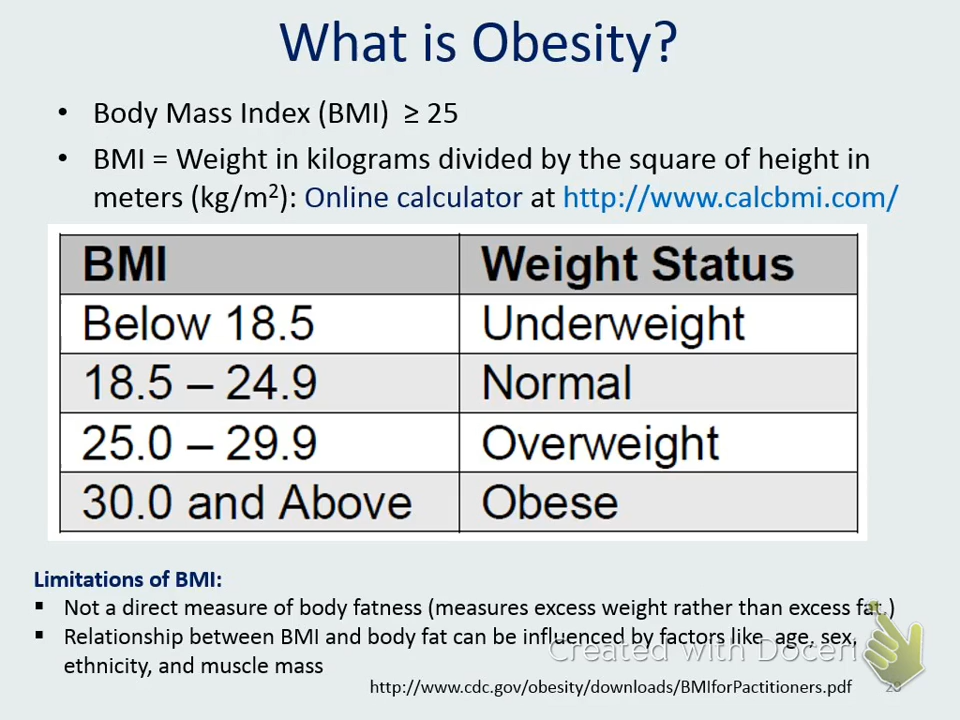 What is Obesity?
• Body Mass Index (BMI) ≥ 25
• BMI = Weight in kilograms divided by the square of height in
meters (kg/m²): Online calculator at http://www.calcbmi.com/
BMI Weight Status
Below 18.5 Underweight
18.5 – 24.9 Normal
25.0 – 29.9 Overweight
30.0 and Above Obese
Limitations of BMI:
▪ Not a direct measure of body fatness (measures excess weight rather than excess fat.)
▪ Relationship between BMI and body fat can be influenced by factors like age, sex,
ethnicity, and muscle mass
Created with Doceri
http://www.cdc.gov/obesity/downloads/BMIforPactitioners.pdf